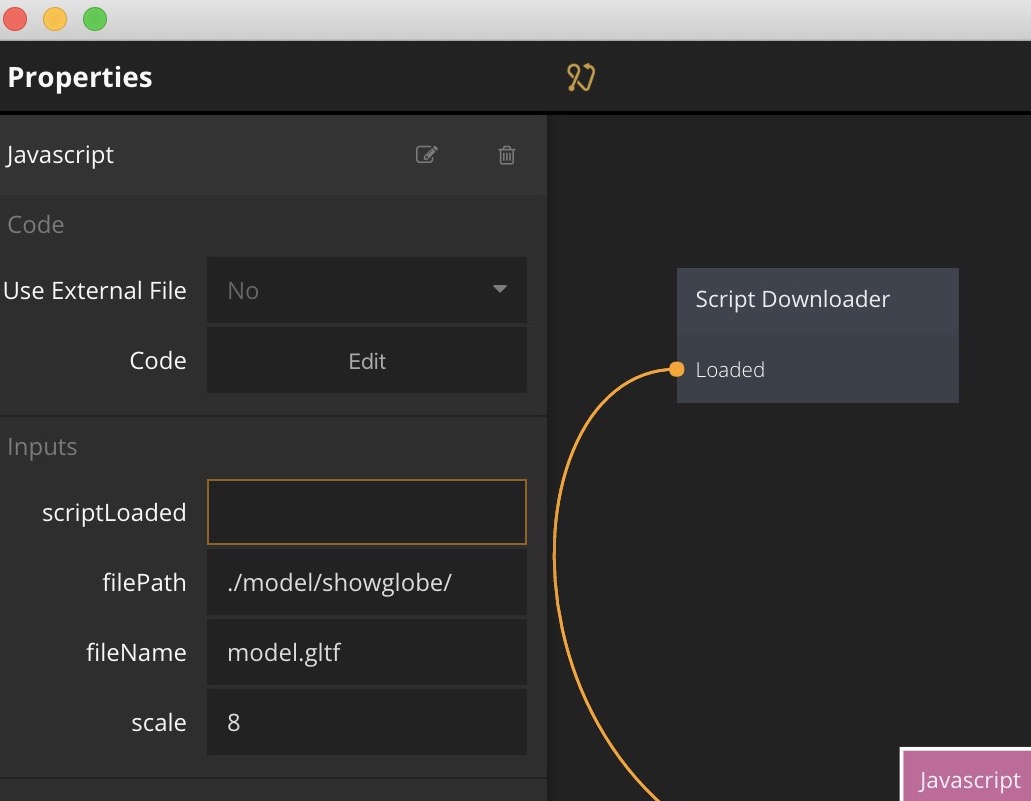 Properties
Javascript
Code
Use External File No
Code Edit
Inputs
scriptLoaded
filePath ./model/showglobe/
fileName model.gltf
scale 8
Script Downloader
Loaded
Javascript